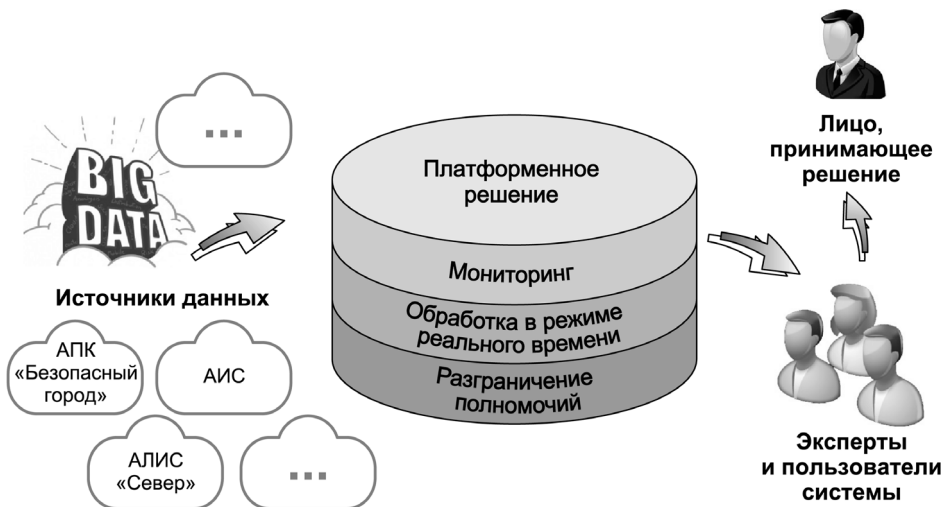 ...
BIG
DATA
Источники данных
АПК
«Безопасный
город»
АИС
АЛИС
«Север»
...
Платформенное
решение
Мониторинг
Обработка в режиме
реального времени
Разграничение
полномочий
Лицо,
принимающее
решение
Эксперты
и пользователи
системы